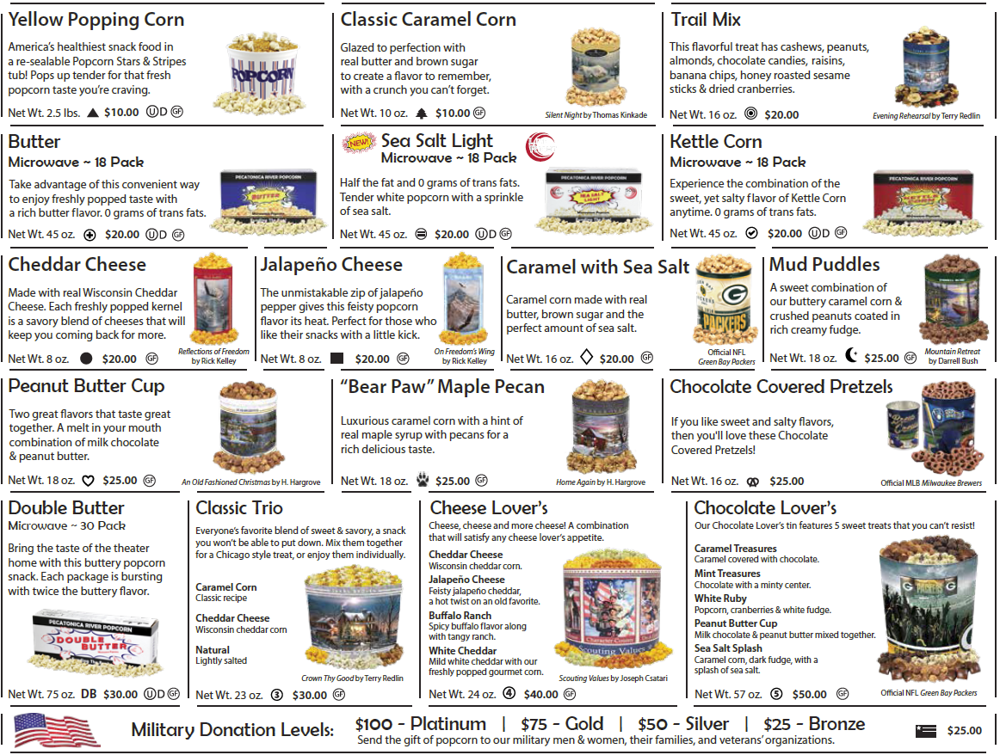 Yellow Popping Corn
America's healthiest snack food in
a re-sealable Popcorn Stars & Stripes
tub! Pops up tender for that fresh
popcorn taste you're craving.
POPCORN
Net Wt. 2.5 lbs. $10.00 U D GF
Classic Caramel Corn
Glazed to perfection with
real butter and brown sugar
to create a flavor to remember,
with a crunch you can't forget.
Net Wt. 10 oz. $10.00 GF
Silent Night by Thomas Kinkade
Trail Mix
This flavorful treat has cashews, peanuts,
almonds, chocolate candies, raisins,
banana chips, honey roasted sesame
sticks & dried cranberries.
Net Wt. 16 oz. $20.00
Evening Rehearsal by Terry Redlin
Butter
Microwave ~ 18 Pack
Take advantage of this convenient way
to enjoy freshly popped taste with
a rich butter flavor. 0 grams of trans fats.
PECATONICA RIVER POPCORN
BUTTER
Net Wt. 45 oz. $20.00 U D GF
NEW!
Sea Salt Light
Microwave ~ 18 Pack
Half the fat and 0 grams of trans fats.
Tender white popcorn with a sprinkle
of sea salt.
PECATONICA RIVER POPCORN
SEA SALT
LIGHT
Net Wt. 45 oz. $20.00 U D GF
Kettle Corn
Microwave ~ 18 Pack
Experience the combination of the
sweet, yet salty flavor of Kettle Corn
anytime. 0 grams of trans fats.
PECATONICA RIVER POPCORN
KETTLE
Net Wt. 45 oz. $20.00 U D GF
Cheddar Cheese
Made with real Wisconsin Cheddar
Cheese. Each freshly popped kernel
is a savory blend of cheeses that will
keep you coming back for more.
Net Wt. 8 oz. $20.00 GF
Reflections of Freedom
by Rick Kelley
Jalapeño Cheese
The unmistakable zip of jalapeño
pepper gives this feisty popcorn
flavor its heat. Perfect for those who
like their snacks with a little kick.
Net Wt. 8 oz. $20.00 GF
On Freedom's Wing
by Rick Kelley
Caramel with Sea Salt
Caramel corn made with real
butter, brown sugar and the
perfect amount of sea salt.
G
PACKERS
Net Wt. 16 oz. $20.00 GF
Official NFL
Green Bay Packers
Mud Puddles
A sweet combination of
our buttery caramel corn &
crushed peanuts coated in
rich creamy fudge.
Net Wt. 18 oz. $25.00 GF
Mountain Retreat
by Darrell Bush
Peanut Butter Cup
Two great flavors that taste great
together. A melt in your mouth
combination of milk chocolate
& peanut butter.
Net Wt. 18 oz. $25.00 GF
An Old Fashioned Christmas by H. Hargrove
"Bear Paw" Maple Pecan
Luxurious caramel corn with a hint of
real maple syrup with pecans for a
rich delicious taste.
Net Wt. 18 oz. $25.00 GF
Home Again by H. Hargrove
Chocolate Covered Pretzels
If you like sweet and salty flavors,
then you'll love these Chocolate
Covered Pretzels!
Net Wt. 16 oz. $25.00
Official MLB Milwaukee Brewers
Double Butter
Microwave ~ 30 Pack
Bring the taste of the theater
home with this buttery popcorn
snack. Each package is bursting
with twice the buttery flavor.
PECATONICA RIVER POPCORN
DOUBLE
BUTTER
Net Wt. 75 oz. DB $30.00 U D GF
Classic Trio
Everyone's favorite blend of sweet & savory, a snack
you won't be able to put down. Mix them together
for a Chicago style treat, or enjoy them individually.
Caramel Corn
Classic recipe
Cheddar Cheese
Wisconsin cheddar corn
Natural
Lightly salted
Crown Thy Good by Terry Redlin
Net Wt. 23 oz. 3 $30.00 GF
Cheese Lover's
Cheese, cheese and more cheese! A combination
that will satisfy any cheese lover's appetite.
Cheddar Cheese
Wisconsin cheddar corn.
Jalapeño Cheese
Feisty jalapeño cheddar,
a hot twist on an old favorite.
Buffalo Ranch
Spicy buffalo flavor along
with tangy ranch.
White Cheddar
Mild white cheddar with our
freshly popped gourmet corn.
Character Counts
Scouting Values
Scouting Values by Joseph Csatari
Net Wt. 24 oz. 4 $40.00 GF
Chocolate Lover's
Our Chocolate Lover's tin features 5 sweet treats that you can't resist!
Caramel Treasures
Caramel covered with chocolate.
Mint Treasures
Chocolate with a minty center.
White Ruby
Popcorn, cranberries & white fudge.
Peanut Butter Cup
Milk chocolate & peanut butter mixed together.
Sea Salt Splash
Caramel corn, dark fudge, with a
splash of sea salt.
G PACKERS G
Net Wt. 57 oz. 5 $50.00 GF
Official NFL Green Bay Packers
Military Donation Levels: $100 - Platinum | $75 - Gold | $50 - Silver | $25 - Bronze
Send the gift of popcorn to our military men & women, their families, and veterans' organizations.
$25.00